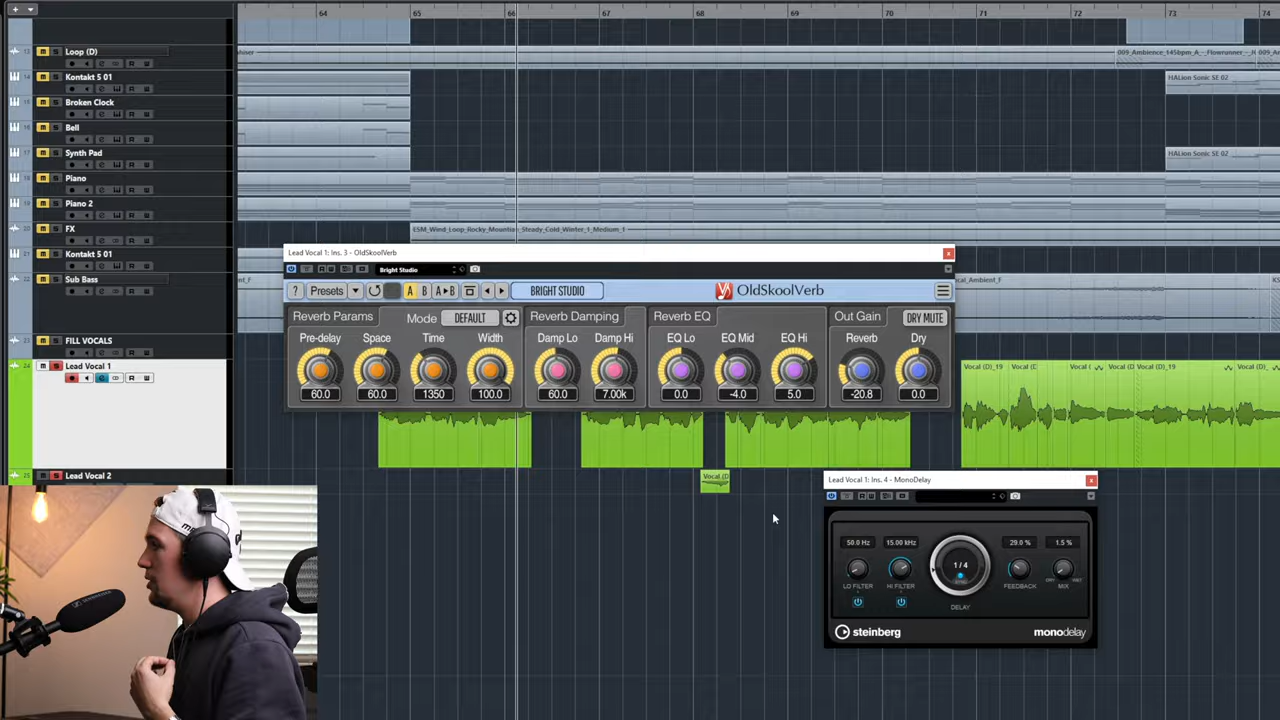 64 65 66 67 68 69 70 71 72 73 74
Loop (D)
009_Ambience_145bpm_A_-_Flowrunner_-
Kontakt 5 01
HALion Sonic SE 02
Broken Clock
Bell
Synth Pad
HALion Sonic SE 02
Piano
Piano 2
FX
ESM_Wind_Loop_Rocky_Mountain_Steady_Cold_Winter_1_Medium_1
Kontakt 5 01
Sub Bass
FILL VOCALS
Lead Vocal 1
Lead Vocal 2
Lead Vocal 1: Ins. 3 - OldSkoolVerb
Bright Studio
? Presets A B A▸B BRIGHT STUDIO OldSkoolVerb
Reverb Params Mode DEFAULT Reverb Damping Reverb EQ Out Gain DRY MUTE
Pre-delay Space Time Width Damp Lo Damp Hi EQ Lo EQ Mid EQ Hi Reverb Dry
60.0 60.0 1350 100.0 60.0 7.00k 0.0 -4.0 5.0 -20.8 0.0
Vocal (D)_19 Vocal (D Vocal ( Vocal (D Vocal (D)_19 Vocal (D)_
Vocal (D
Lead Vocal 1: Ins. 4 - MonoDelay
50.0 Hz 15.00 kHz 1/4 29.0 % 1.5 %
LO FILTER HI FILTER SYNC FEEDBACK DRY WET MIX
DELAY
steinberg monodelay